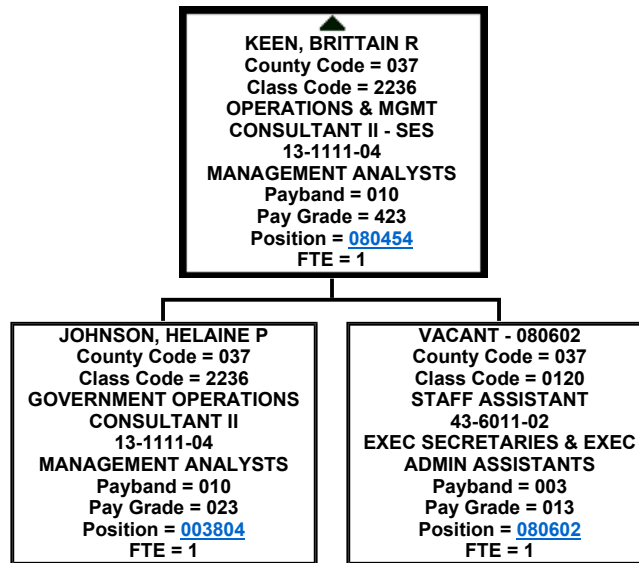 KEEN, BRITTAIN R
County Code = 037
Class Code = 2236
OPERATIONS & MGMT
CONSULTANT II - SES
13-1111-04
MANAGEMENT ANALYSTS
Payband = 010
Pay Grade = 423
Position = 080454
FTE = 1
JOHNSON, HELAINE P
County Code = 037
Class Code = 2236
GOVERNMENT OPERATIONS
CONSULTANT II
13-1111-04
MANAGEMENT ANALYSTS
Payband = 010
Pay Grade = 023
Position = 003804
FTE = 1
VACANT - 080602
County Code = 037
Class Code = 0120
STAFF ASSISTANT
43-6011-02
EXEC SECRETARIES & EXEC
ADMIN ASSISTANTS
Payband = 003
Pay Grade = 013
Position = 080602
FTE = 1